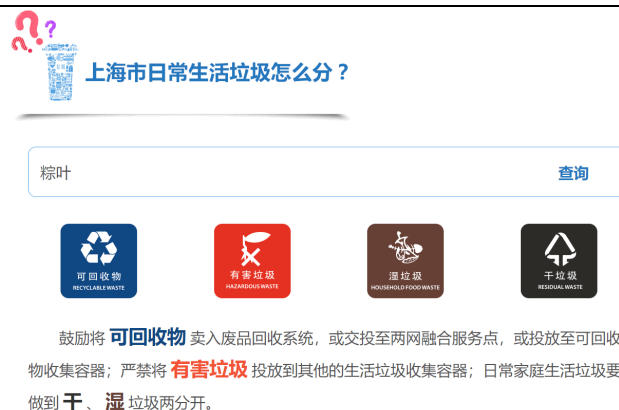 上海市日常生活垃圾怎么分？
粽叶 查询
可回收物 有害垃圾 湿垃圾 干垃圾
RECYCLABLE WASTE HAZARDOUS WASTE HOUSEHOLD FOOD WASTE RESIDUAL WASTE
鼓励将 可回收物 卖入废品回收系统，或交投至两网融合服务点，或投放至可回收
物收集容器；严禁将 有害垃圾 投放到其他的生活垃圾收集容器；日常家庭生活垃圾要
做到 干 、 湿 垃圾两分开。